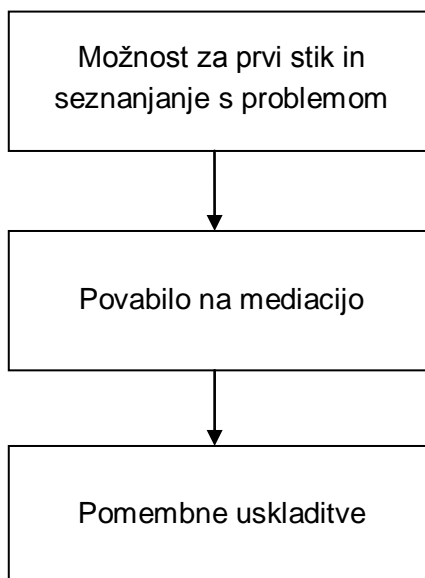 Možnost za prvi stik in
seznanjanje s problemom
Povabilo na mediacijo
Pomembne uskladitve